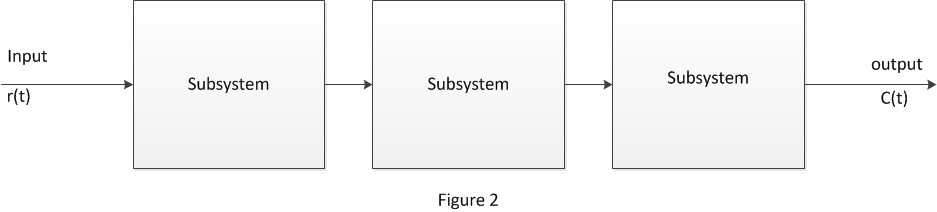 Input
r(t)
Subsystem
Subsystem
Subsystem
output
C(t)
Figure 2